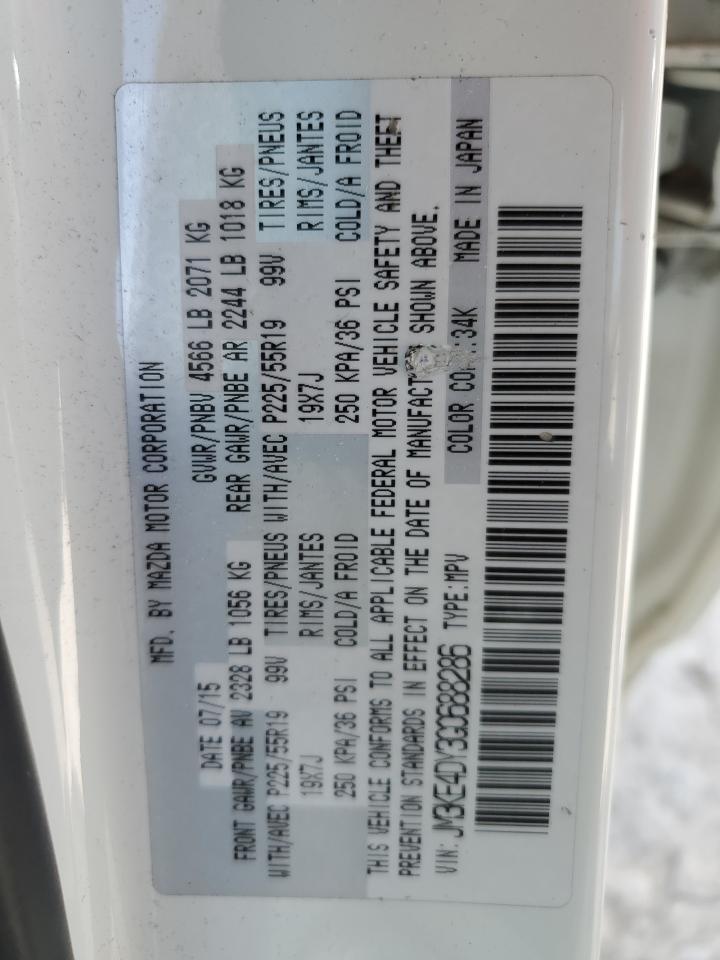 MFD. BY MAZDA MOTOR CORPORATION
DATE 07/15 GVWR/PNBV 4566 LB 2071 KG
FRONT GAWR/PNBE AV 2328 LB 1056 KG REAR GAWR/PNBE AR 2244 LB 1018 KG
WITH/AVEC P225/55R19 99V TIRES/PNEUS WITH/AVEC P225/55R19 99V TIRES/PNEUS
19X7J RIMS/JANTES 19X7J RIMS/JANTES
250 KPA/36 PSI COLD/A FROID 250 KPA/36 PSI COLD/A FROID
THIS VEHICLE CONFORMS TO ALL APPLICABLE FEDERAL MOTOR VEHICLE SAFETY AND THEFT
PREVENTION STANDARDS IN EFFECT ON THE DATE OF SHOWN ABOVE.
VIN: JM3KE4DY3G0688286 TYPE:MPV COLOR 34K MADE IN JAPAN